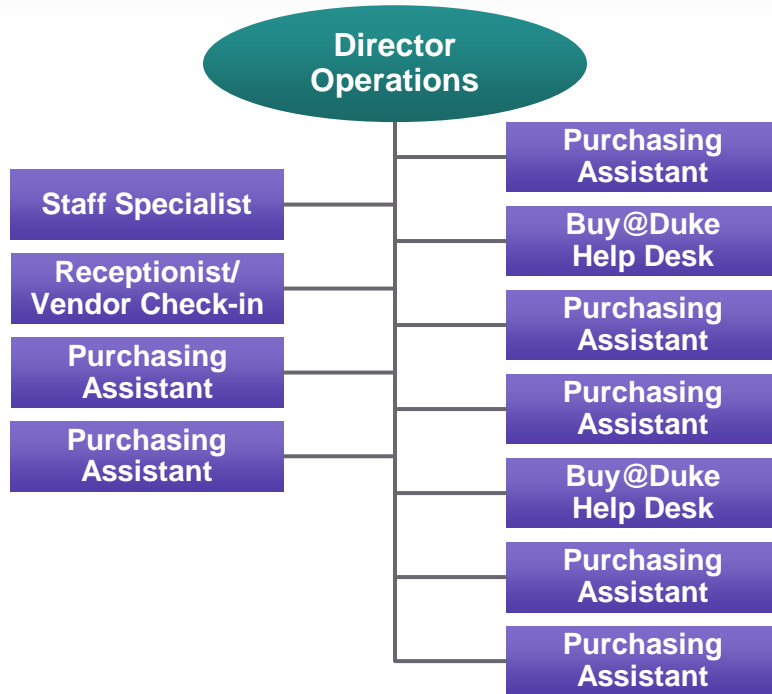 Director
Operations
Staff Specialist
Receptionist/
Vendor Check-in
Purchasing
Assistant
Purchasing
Assistant
Purchasing
Assistant
Buy@Duke
Help Desk
Purchasing
Assistant
Purchasing
Assistant
Buy@Duke
Help Desk
Purchasing
Assistant
Purchasing
Assistant